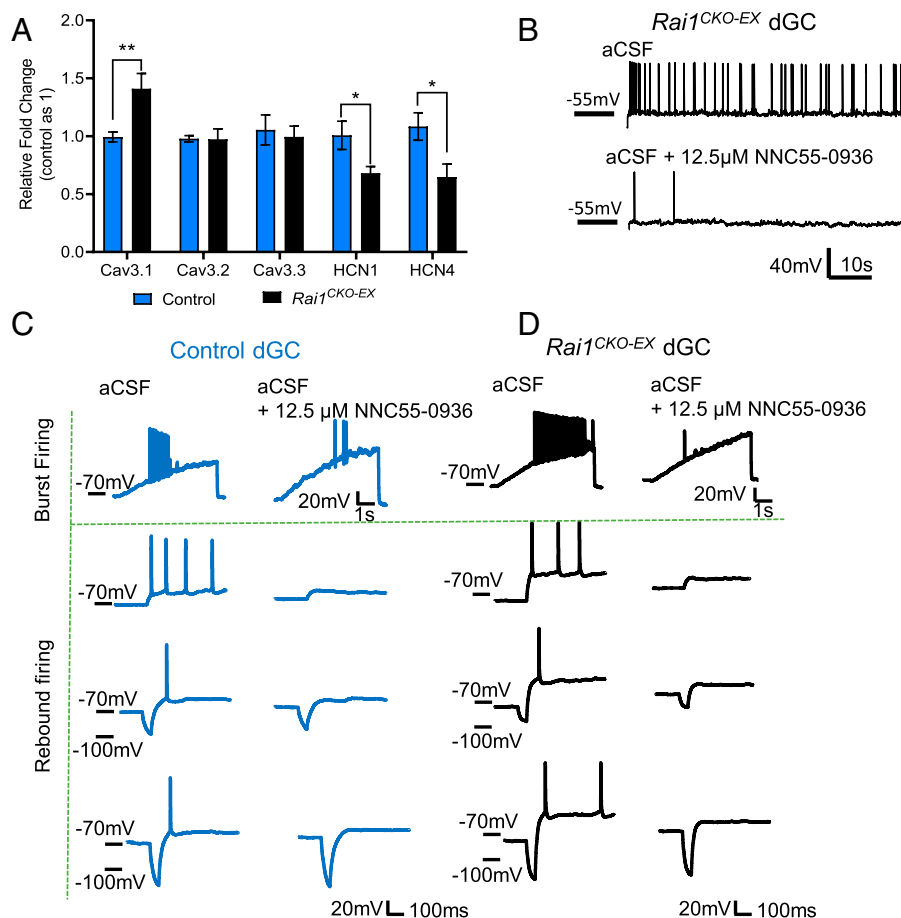 A
Relative Fold Change
(control as 1)
1.5
1.0
0.5
0.0
**
*
*
Cav3.1 Cav3.2 Cav3.3 HCN1 HCN4
Control Rai1CKO-EX
B
Rai1CKO-EX dGC
aCSF
-55mV
aCSF + 12.5µM NNC55-0936
-55mV
40mV 10s
C
Control dGC
aCSF
aCSF
+ 12.5 µM NNC55-0936
Burst Firing
-70mV
20mV
1s
Rebound firing
-70mV
-70mV
-100mV
-70mV
-100mV
20mV 100ms
D
Rai1CKO-EX dGC
aCSF
aCSF
+ 12.5 µM NNC55-0936
-70mV
20mV
1s
-70mV
-70mV
-100mV
-70mV
-100mV
20mV 100ms